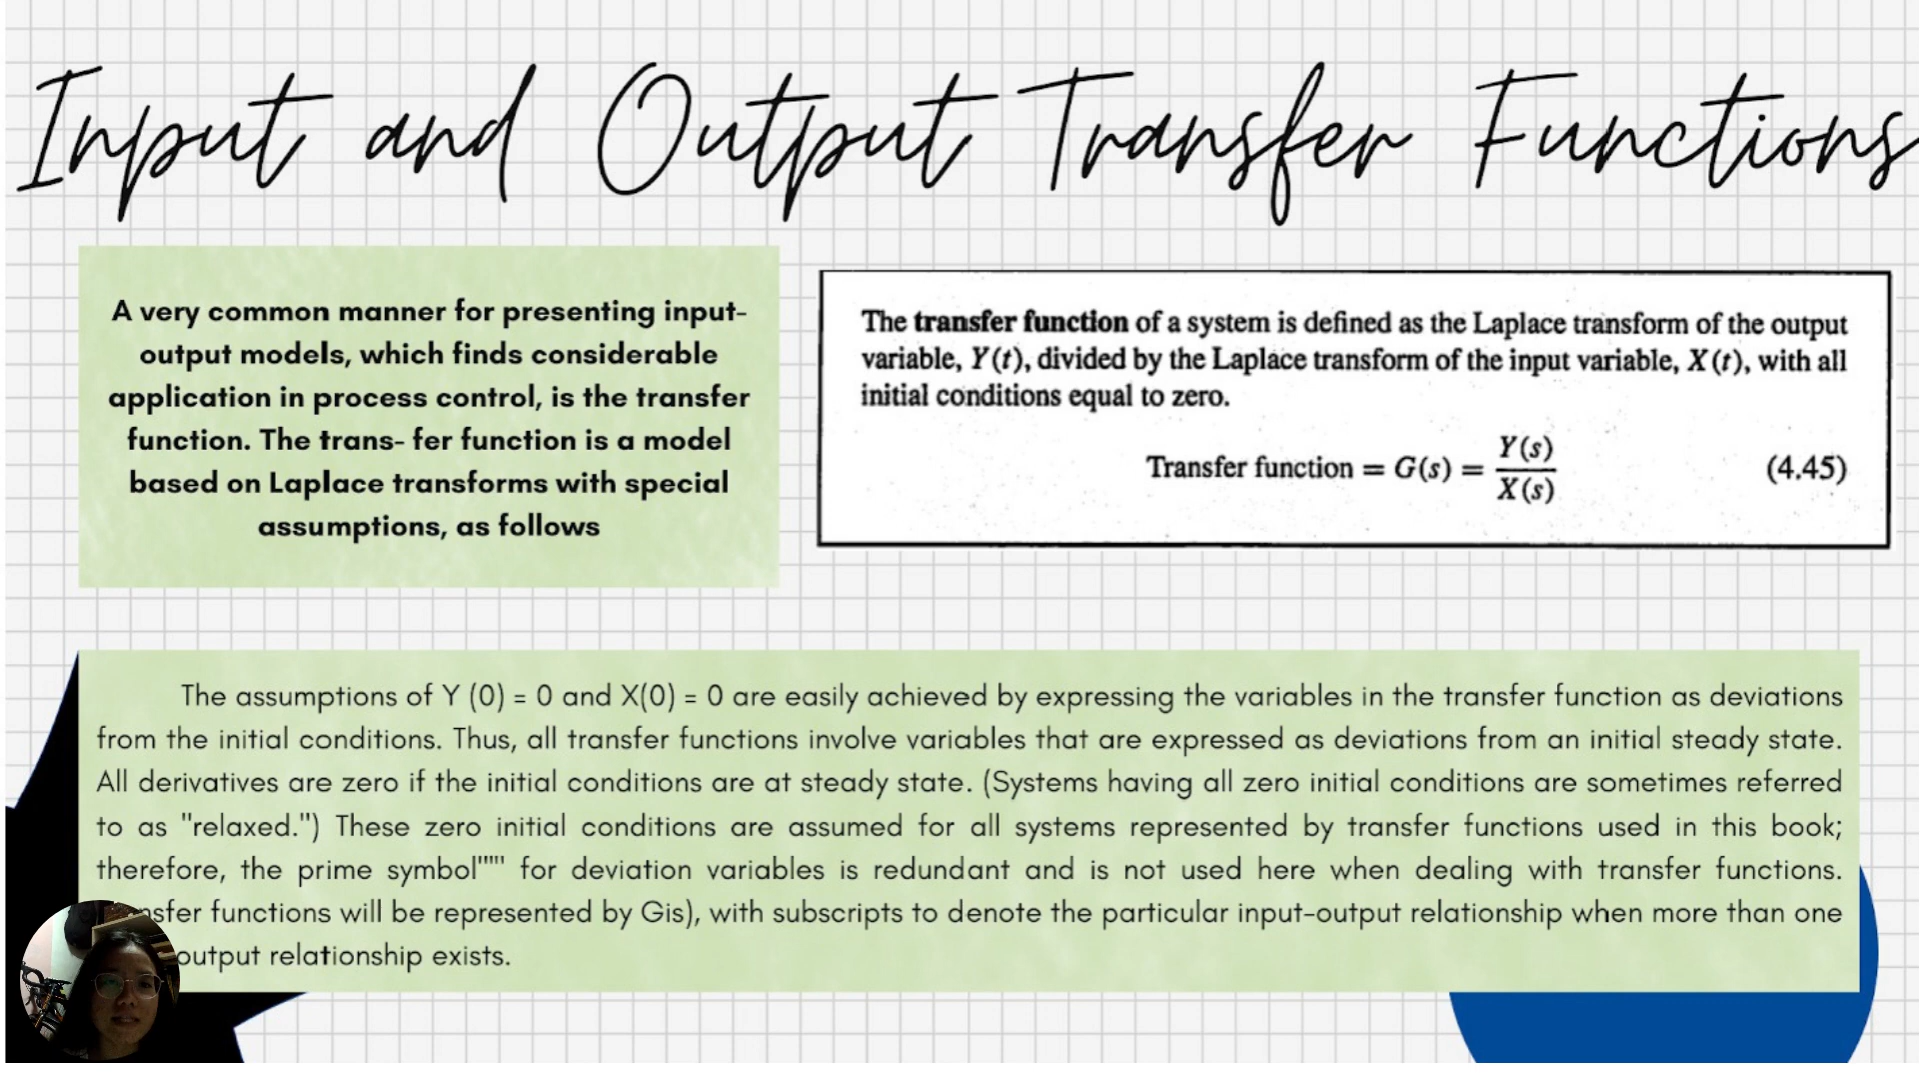 Input and Output Transfer Functions
A very common manner for presenting input-
output models, which finds considerable
application in process control, is the transfer
function. The trans- fer function is a model
based on Laplace transforms with special
assumptions, as follows
The transfer function of a system is defined as the Laplace transform of the output
variable, Y(t), divided by the Laplace transform of the input variable, X(t), with all
initial conditions equal to zero.
Transfer function = G(s) = Y(s)/X(s) (4.45)
The assumptions of Y (0) = 0 and X(0) = 0 are easily achieved by expressing the variables in the transfer function as deviations
from the initial conditions. Thus, all transfer functions involve variables that are expressed as deviations from an initial steady state.
All derivatives are zero if the initial conditions are at steady state. (Systems having all zero initial conditions are sometimes referred
to as "relaxed.") These zero initial conditions are assumed for all systems represented by transfer functions used in this book;
therefore, the prime symbol""' for deviation variables is redundant and is not used here when dealing with transfer functions.
nsfer functions will be represented by Gis), with subscripts to denote the particular input-output relationship when more than one
output relationship exists.